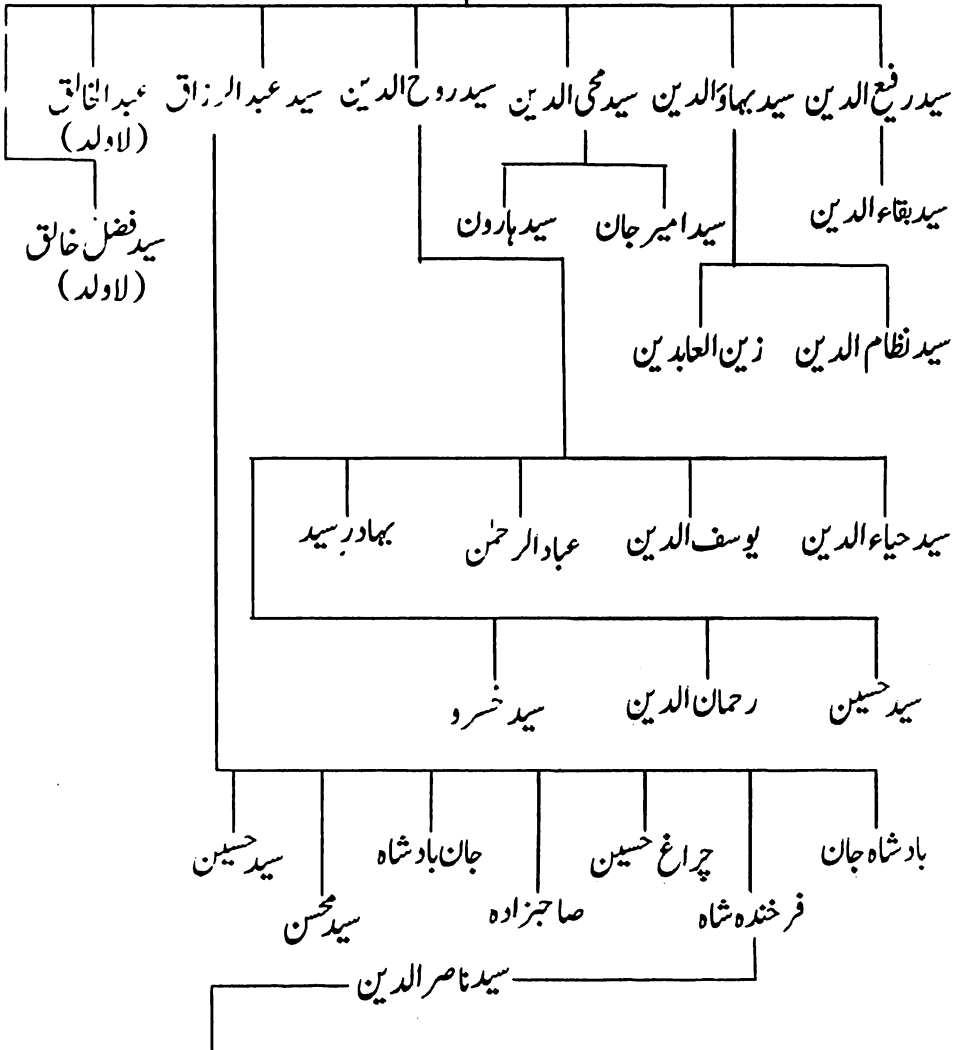 سید رفیع الدین سید بہاؤالدین سید محی الدین سید روح الدین سید عبدالرزاق عبدالخالق
(لاولد)
سید بقاء الدین سید امیر جان سید ہارون سید فضل خالق
(لاولد)
سید نظام الدین زین العابدین
سید حیاء الدین یوسف الدین عبادالرحمٰن بہادر سید
سید حسین رحمان الدین سید خسرو
بادشاہ جان چراغ حسین جان بادشاہ سید حسین
فرخندہ شاہ صاحبزادہ سید محسن
سید ناصر الدین